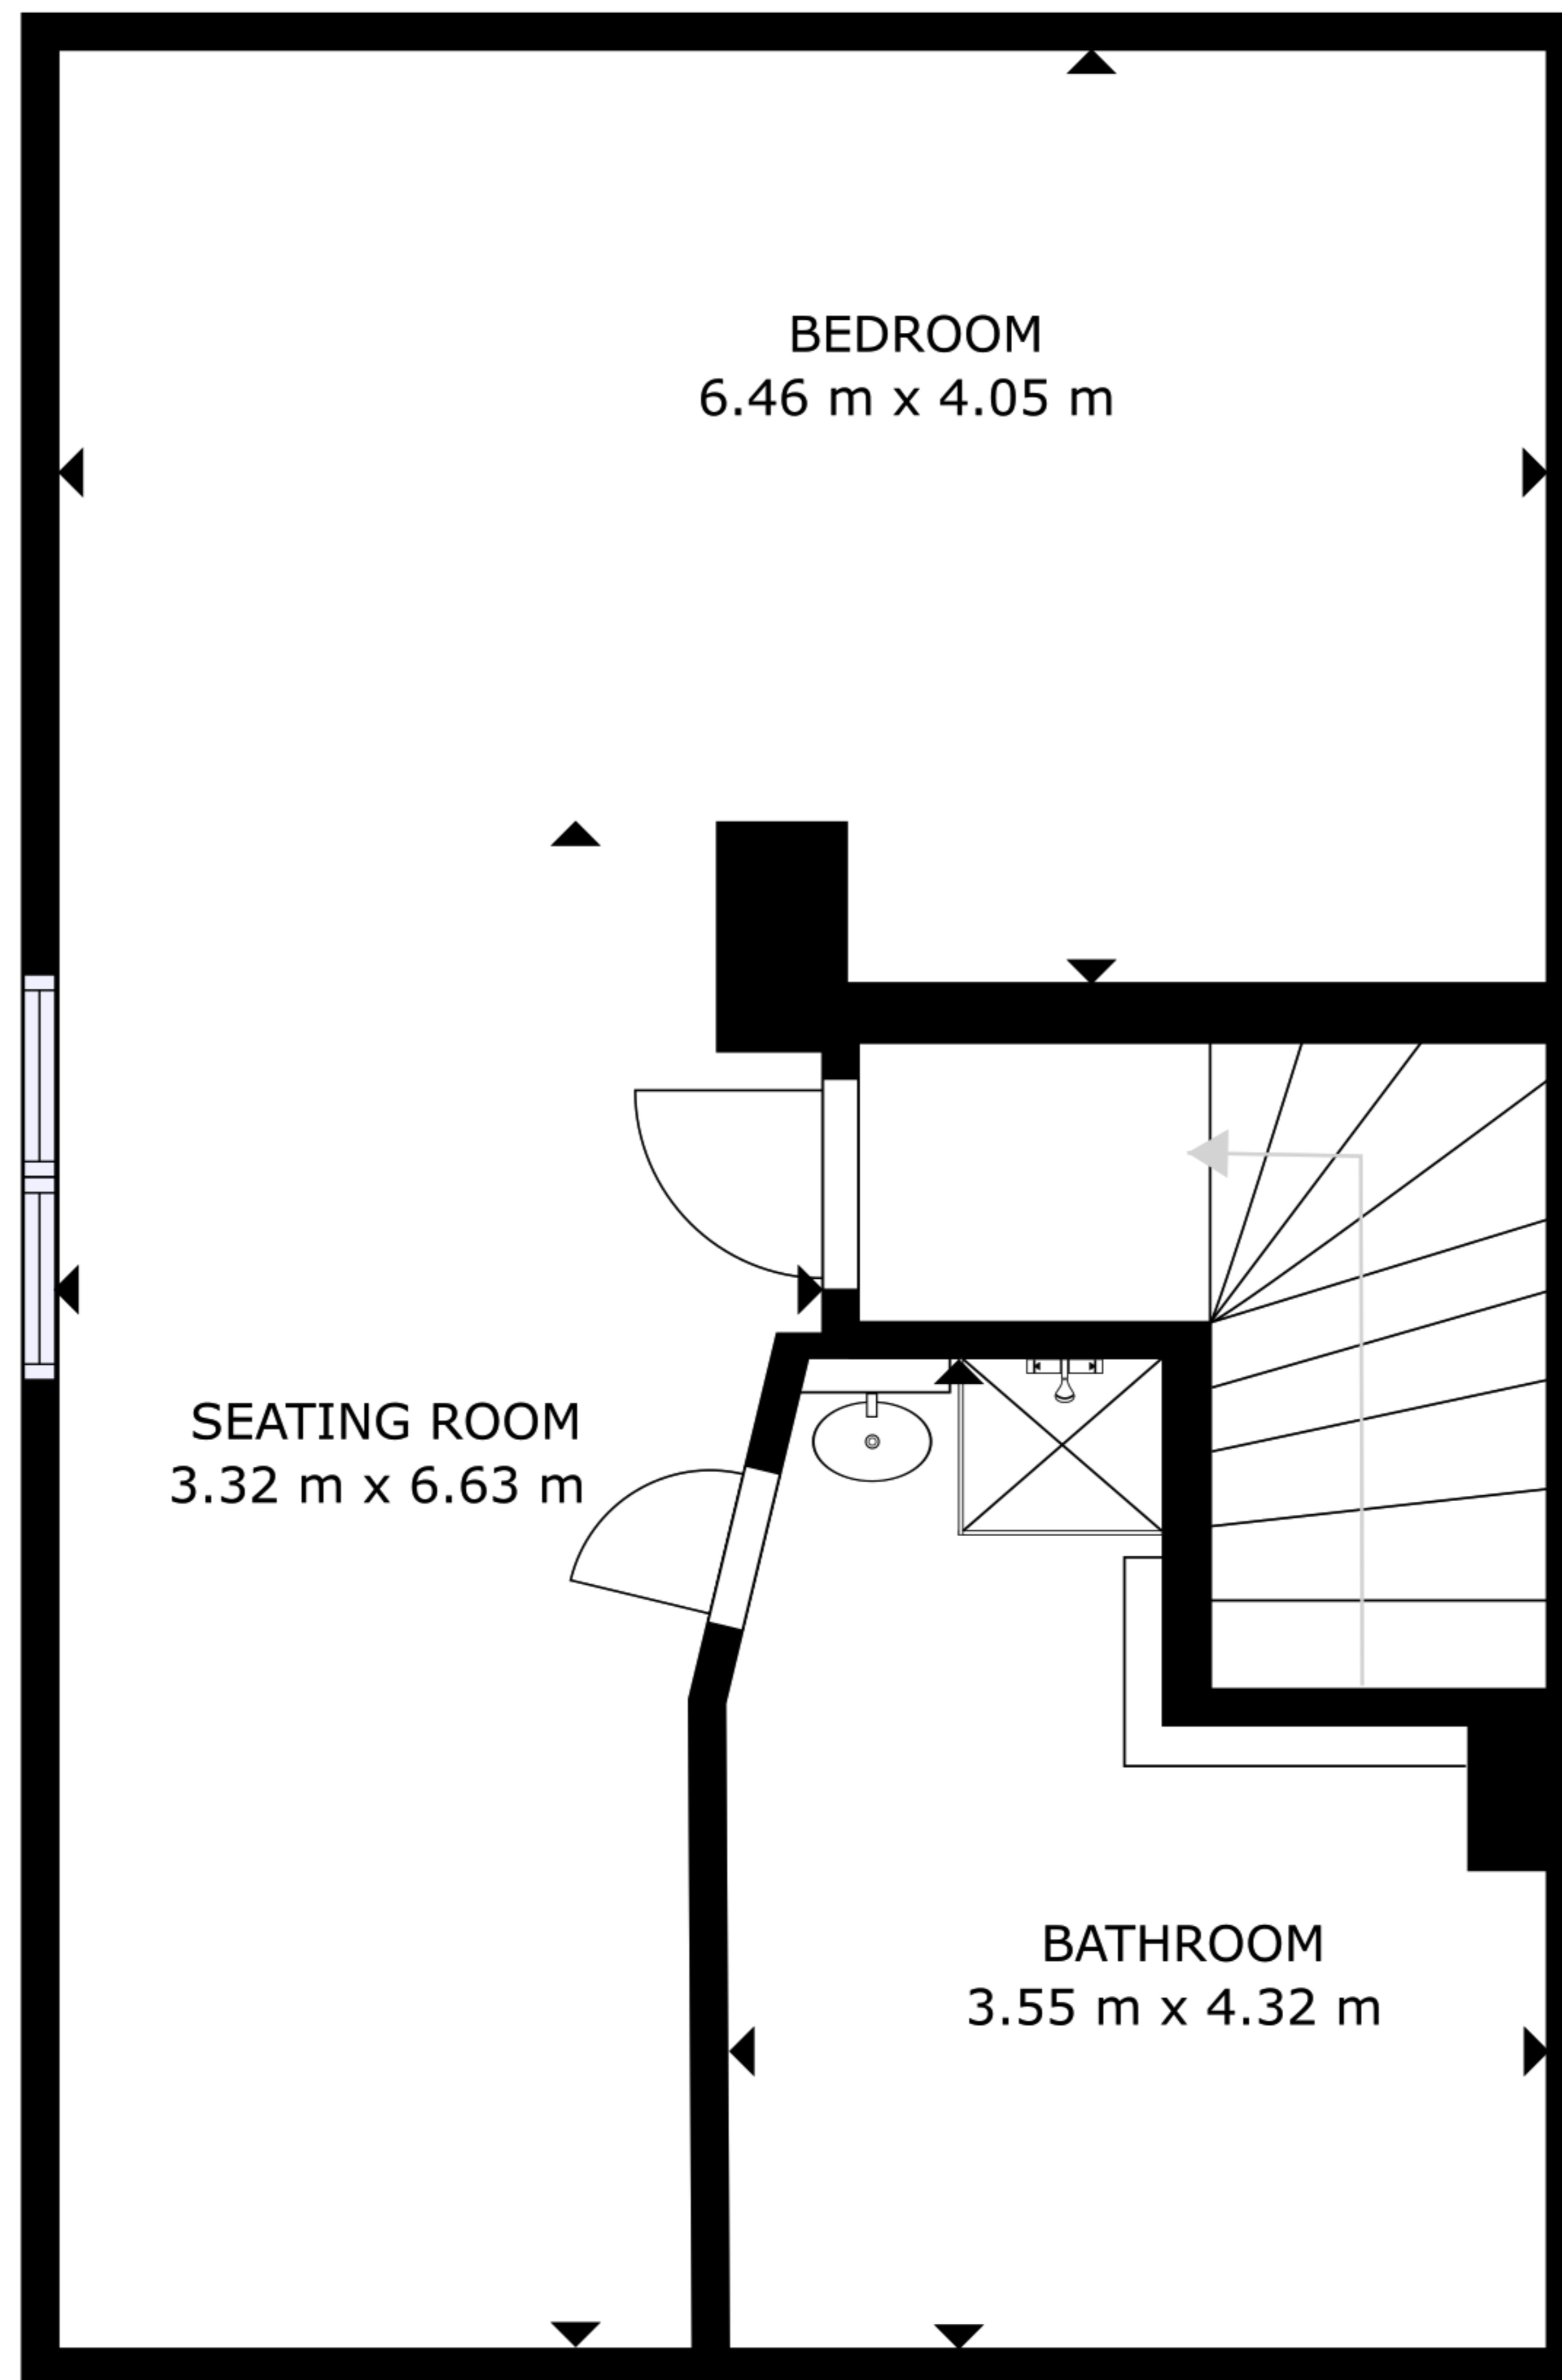 BEDROOM
6.46 m x 4.05 m
SEATING ROOM
3.32 m x 6.63 m
BATHROOM
3.55 m x 4.32 m